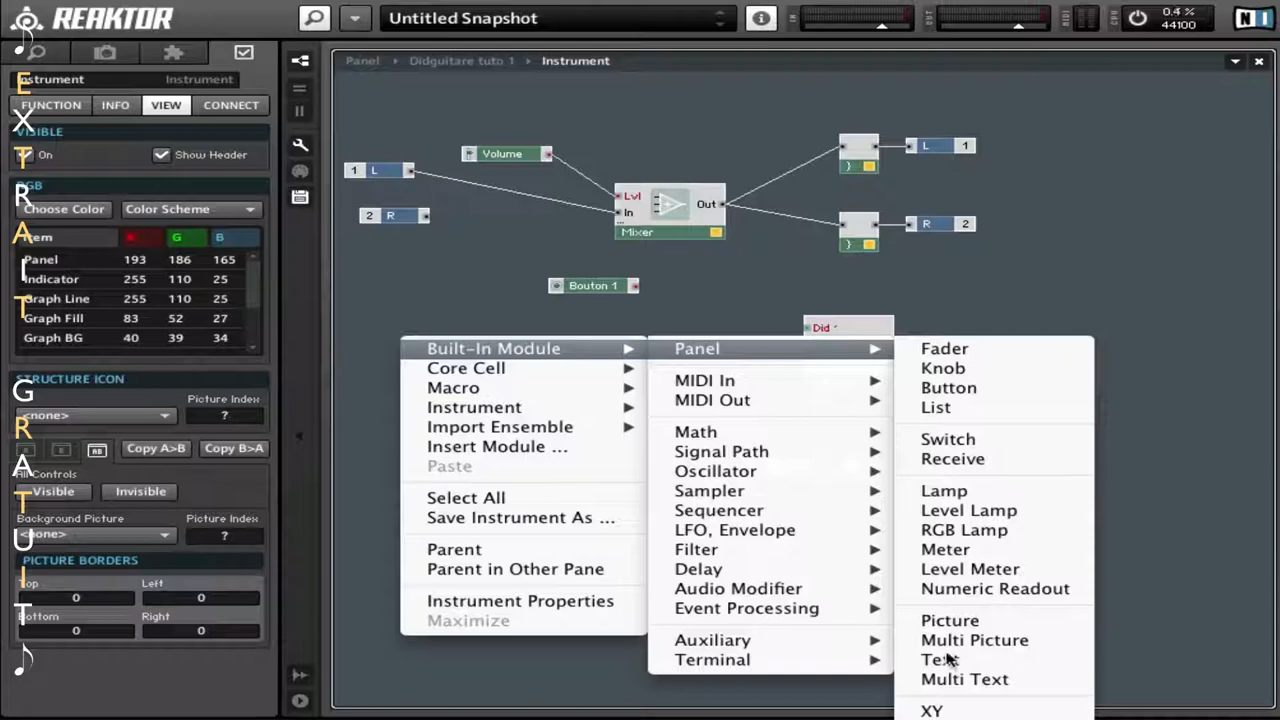 REAKTOR
Untitled Snapshot
0.4 %
44100
Instrument
Instrument
FUNCTION
INFO
VIEW
CONNECT
VISIBLE
On
Show Header
RGB
Choose Color
Color Scheme
Item
G
B
Panel 193 186 165
Indicator 255 110 25
Graph Line 255 110 25
Graph Fill 83 52 27
Graph BG 40 39 34
STRUCTURE ICON
Picture Index
<none>
?
AB
Copy A>B
Copy B>A
All Controls
Visible
Invisible
Background Picture
Picture Index
<none>
?
PICTURE BORDERS
Top
Left
0
0
Bottom
Right
0
0
EXTRAIT
GRATUIT
Panel
Didguitare tuto 1
Instrument
1 L
2 R
Volume
Lvl
In
Out
Mixer
L 1
R 2
Bouton 1
Did
Built-In Module
Core Cell
Macro
Instrument
Import Ensemble
Insert Module ...
Paste
Select All
Save Instrument As ...
Parent
Parent in Other Pane
Instrument Properties
Maximize
Panel
MIDI In
MIDI Out
Math
Signal Path
Oscillator
Sampler
Sequencer
LFO, Envelope
Filter
Delay
Audio Modifier
Event Processing
Auxiliary
Terminal
Fader
Knob
Button
List
Switch
Receive
Lamp
Level Lamp
RGB Lamp
Meter
Level Meter
Numeric Readout
Picture
Multi Picture
Text
Multi Text
XY